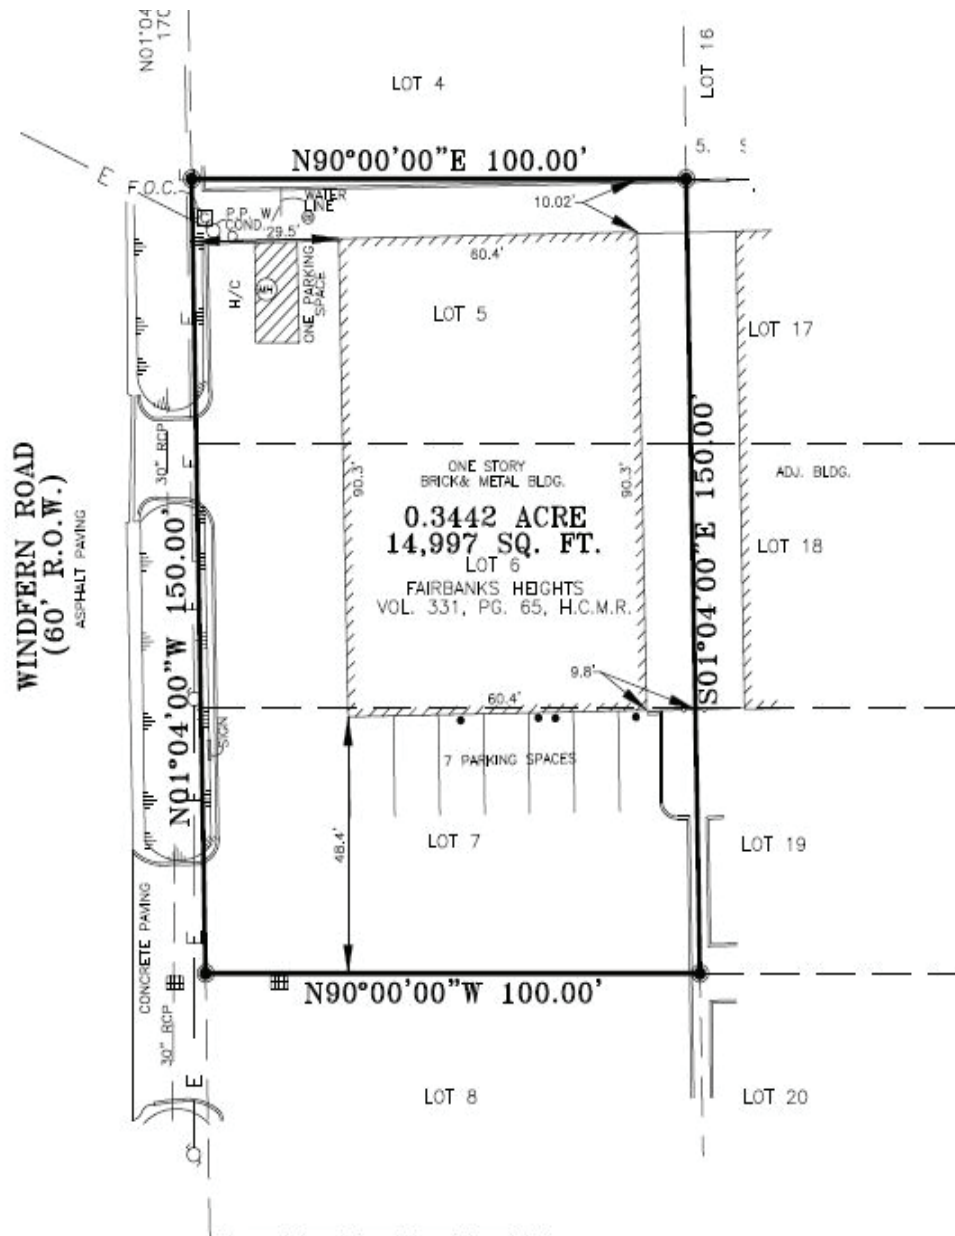 N01°04
170
LOT 4
LOT 16
5.
N90°00'00"E 100.00'
E
F.O.C.
WATER
LINE
P.P. W/
COND.
29.5'
10.02'
60.4'
C
H/C
MH
ONE PARKING
SPACE
LOT 5
LOT 17
E
30" RCP
E
90.3'
90.3'
ONE STORY
BRICK& METAL BLDG.
0.3442 ACRE
14,997 SQ. FT.
LOT 6
FAIRBANKS HEIGHTS
VOL. 331, PG. 65, H.C.M.R.
S01°04'00"E 150.00'
ADJ. BLDG.
LOT 18
WINDFERN ROAD
(60' R.O.W.)
ASPHALT PAVING
N01°04'00"W 150.00'
E
SIGN
E
9.8'
60.4'
7 PARKING SPACES
48.4'
LOT 7
LOT 19
CONCRETE PAVING
E
N90°00'00"W 100.00'
30" RCP
E
LOT 8
LOT 20